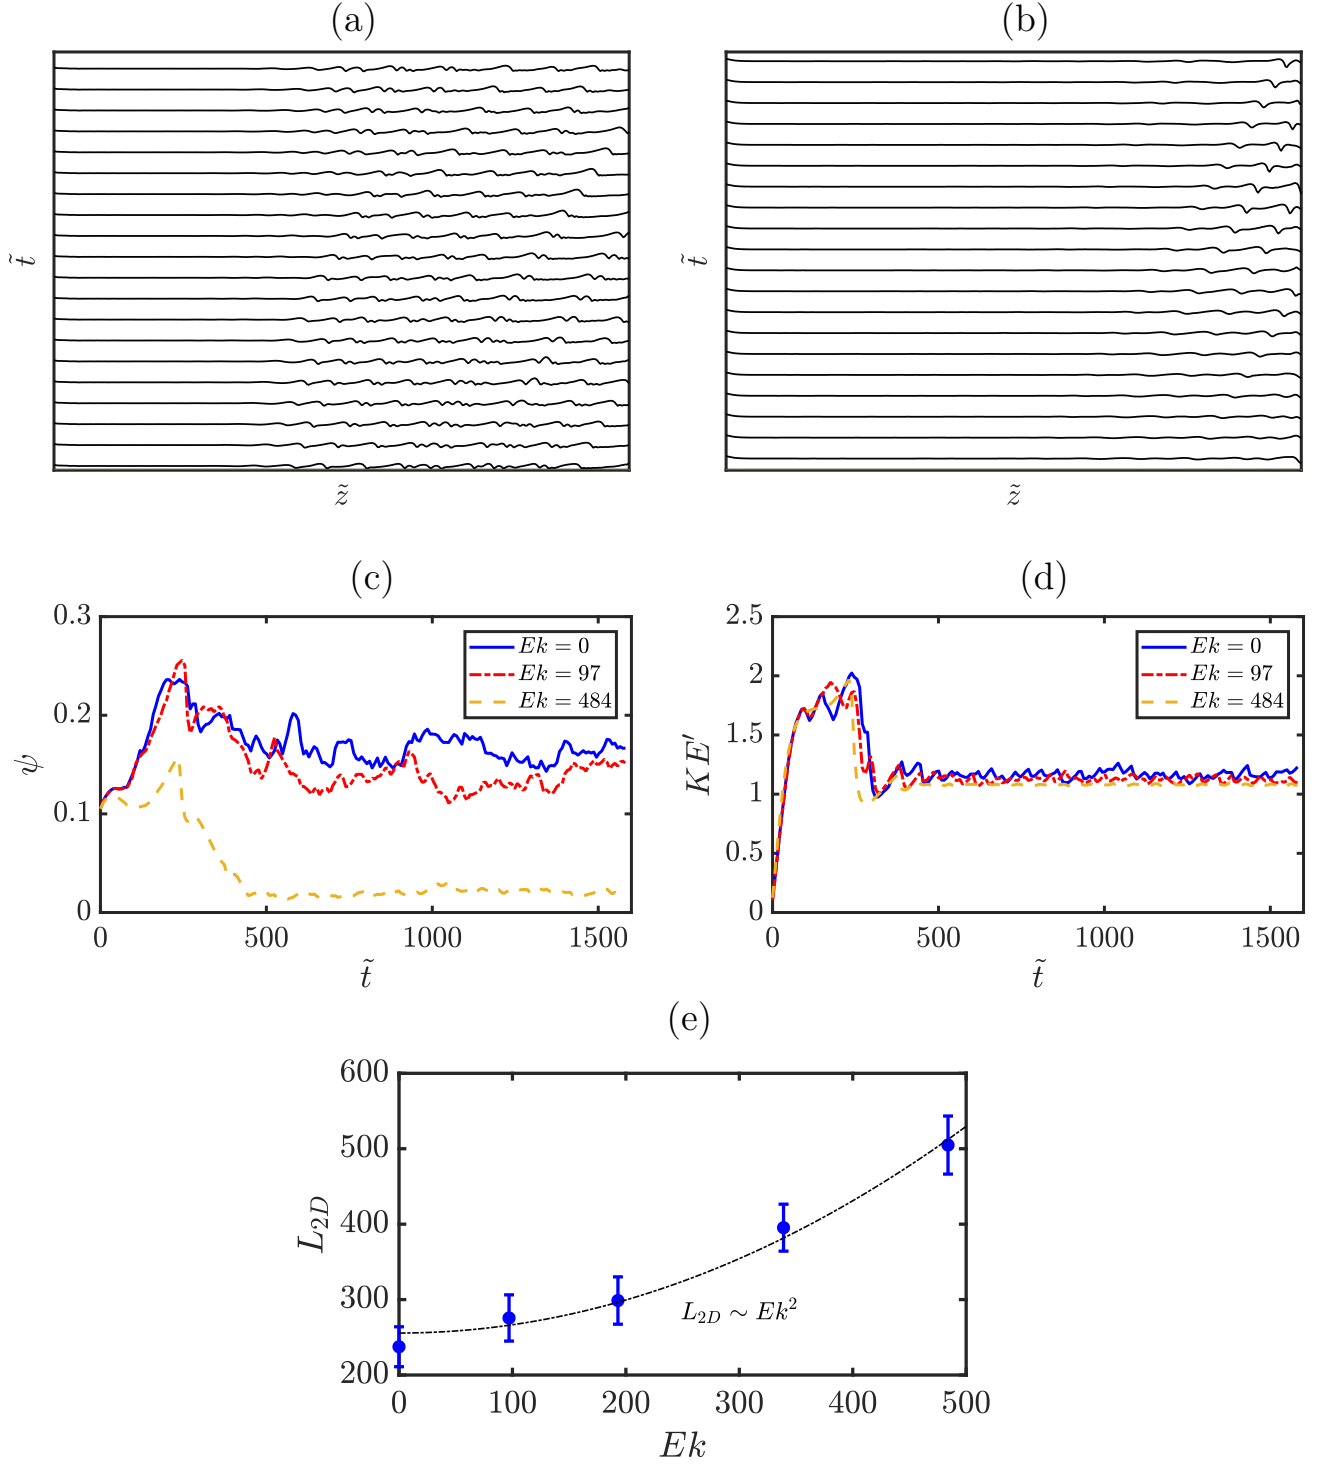 (a)
t̃
z̃
(b)
t̃
z̃
(c)
ψ
0.3
0.2
0.1
0
0 500 1000 1500
t̃
Ek = 0
Ek = 97
Ek = 484
(d)
KE′
2.5
2
1.5
1
0.5
0
0 500 1000 1500
t̃
Ek = 0
Ek = 97
Ek = 484
(e)
L₂D
600
500
400
300
200
0 100 200 300 400 500
Ek
L₂D ∼ Ek²